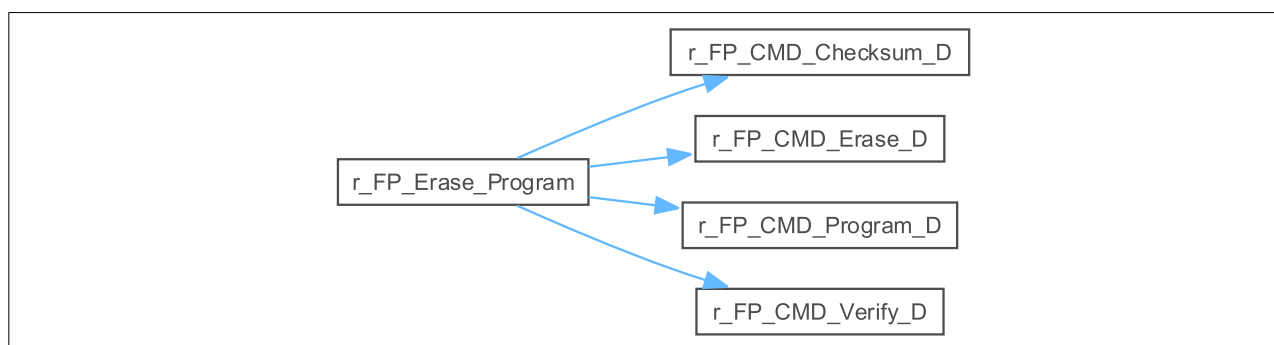 r_FP_CMD_Checksum_D
r_FP_CMD_Erase_D
r_FP_Erase_Program
r_FP_CMD_Program_D
r_FP_CMD_Verify_D